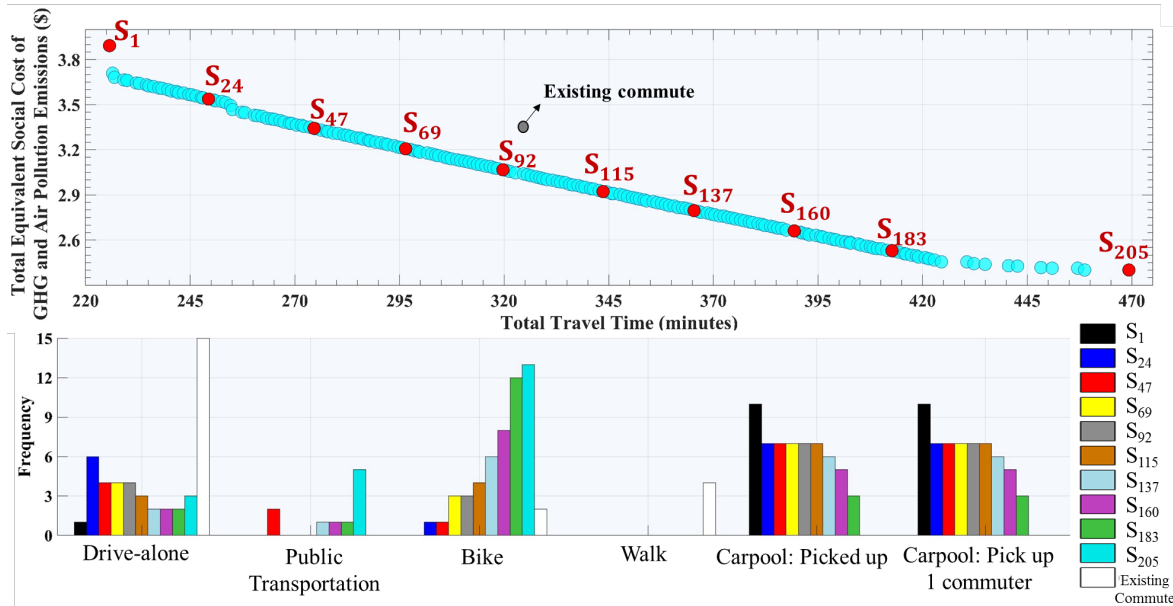 Total Equivalent Social Cost of
GHG and Air Pollution Emissions ($)
3.8
3.5
3.2
2.9
2.6
S1
S24
S47
S69
S92
S115
S137
S160
S183
S205
Existing commute
220 245 270 295 320 345 370 395 420 445 470
Total Travel Time (minutes)
Frequency
15
12
9
6
3
0
Drive-alone
Public
Transportation
Bike
Walk
Carpool: Picked up
Carpool: Pick up
1 commuter
S1
S24
S47
S69
S92
S115
S137
S160
S183
S205
Existing
Commute